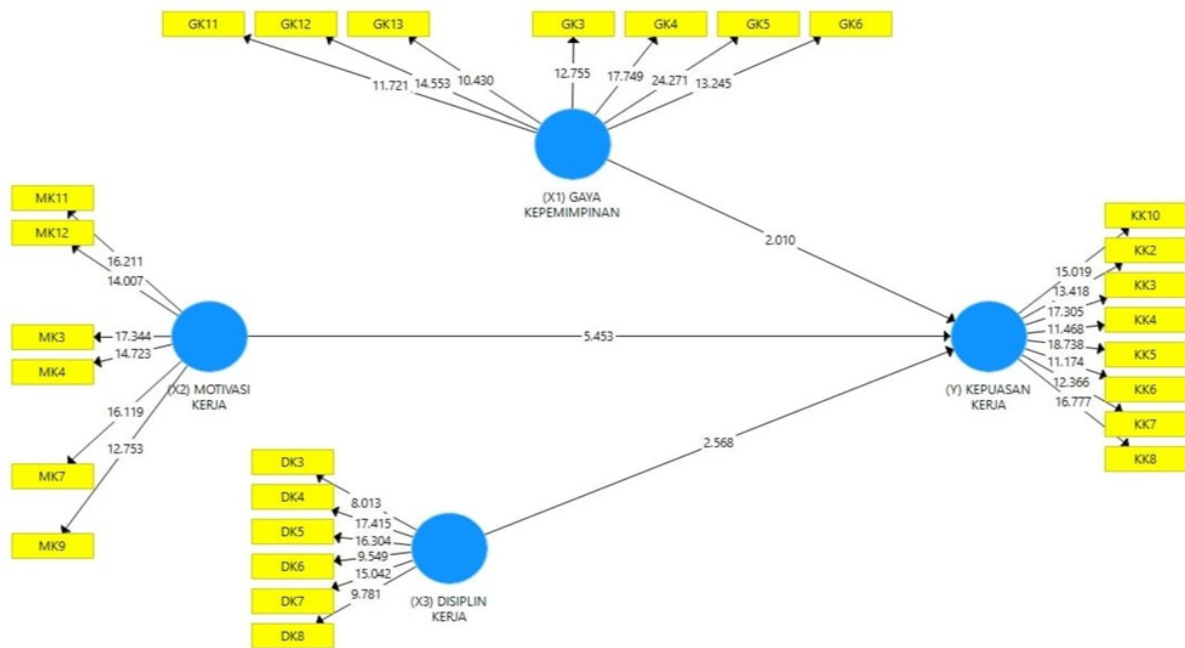 GK11
GK12
GK13
GK3
GK4
GK5
GK6
11.721
14.553
10.430
12.755
17.749
24.271
13.245
(X1) GAYA
KEPEMIMPINAN
MK11
MK12
MK3
MK4
MK7
MK9
16.211
14.007
17.344
14.723
16.119
12.753
(X2) MOTIVASI
KERJA
2.010
5.453
2.568
KK10
KK2
KK3
KK4
KK5
KK6
KK7
KK8
15.019
13.418
17.305
11.468
18.738
11.174
12.366
16.777
(Y) KEPUASAN
KERJA
DK3
DK4
DK5
DK6
DK7
DK8
8.013
17.415
16.304
9.549
15.042
9.781
(X3) DISIPLIN
KERJA